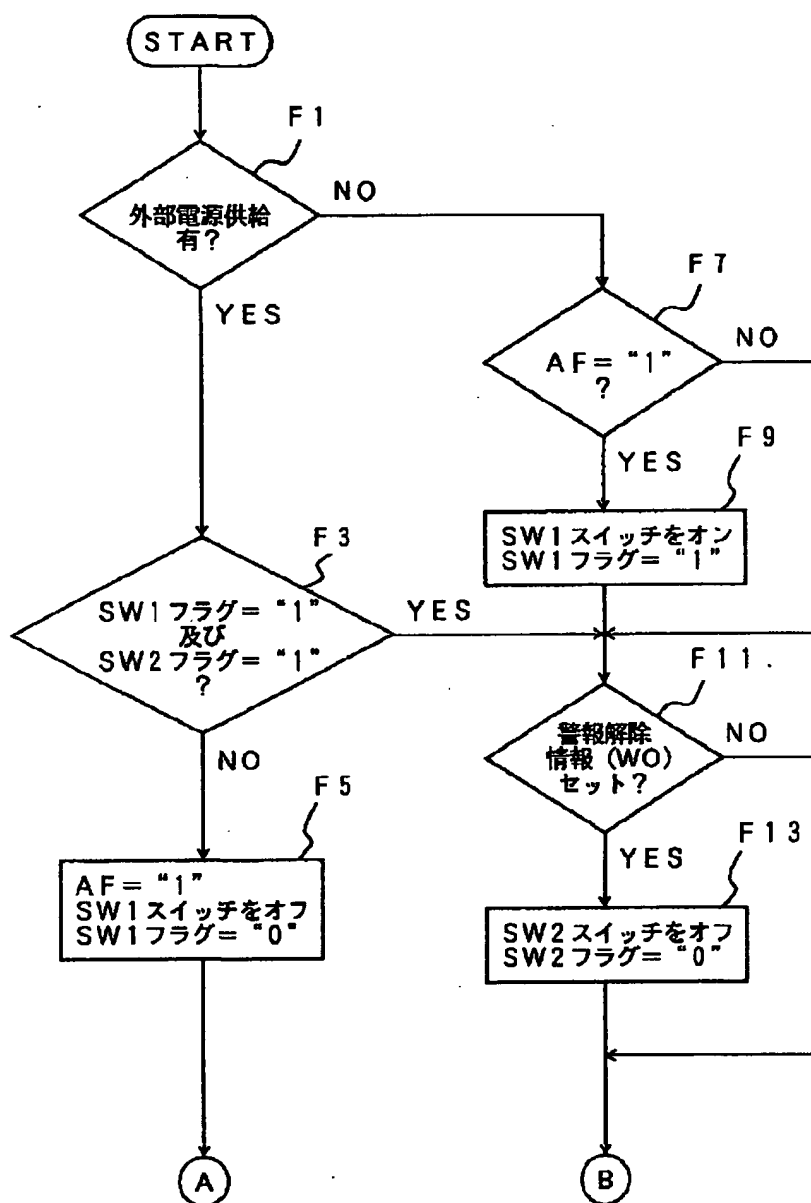 START
F1
外部電源供給
有?
NO
YES
F7
AF="1"
?
NO
YES
F9
SW1スイッチをオン
SW1フラグ="1"
F3
SW1フラグ="1"
及び
SW2フラグ="1"
?
YES
NO
F11.
警報解除
情報(WO)
セット?
NO
YES
F5
AF="1"
SW1スイッチをオフ
SW1フラグ="0"
F13
SW2スイッチをオフ
SW2フラグ="0"
A
B